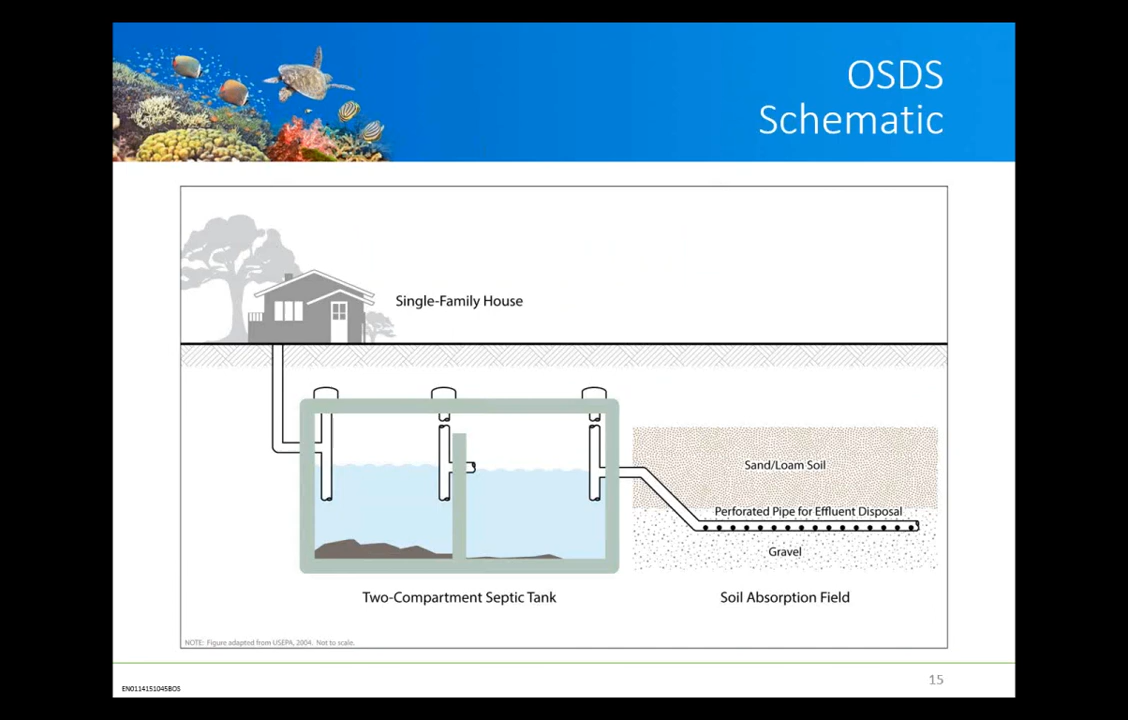 OSDS
Schematic
Single-Family House
Sand/Loam Soil
Perforated Pipe for Effluent Disposal
Gravel
Two-Compartment Septic Tank
Soil Absorption Field
NOTE: Figure adapted from USEPA, 2004. Not to scale.
15
EN0114151045BOS